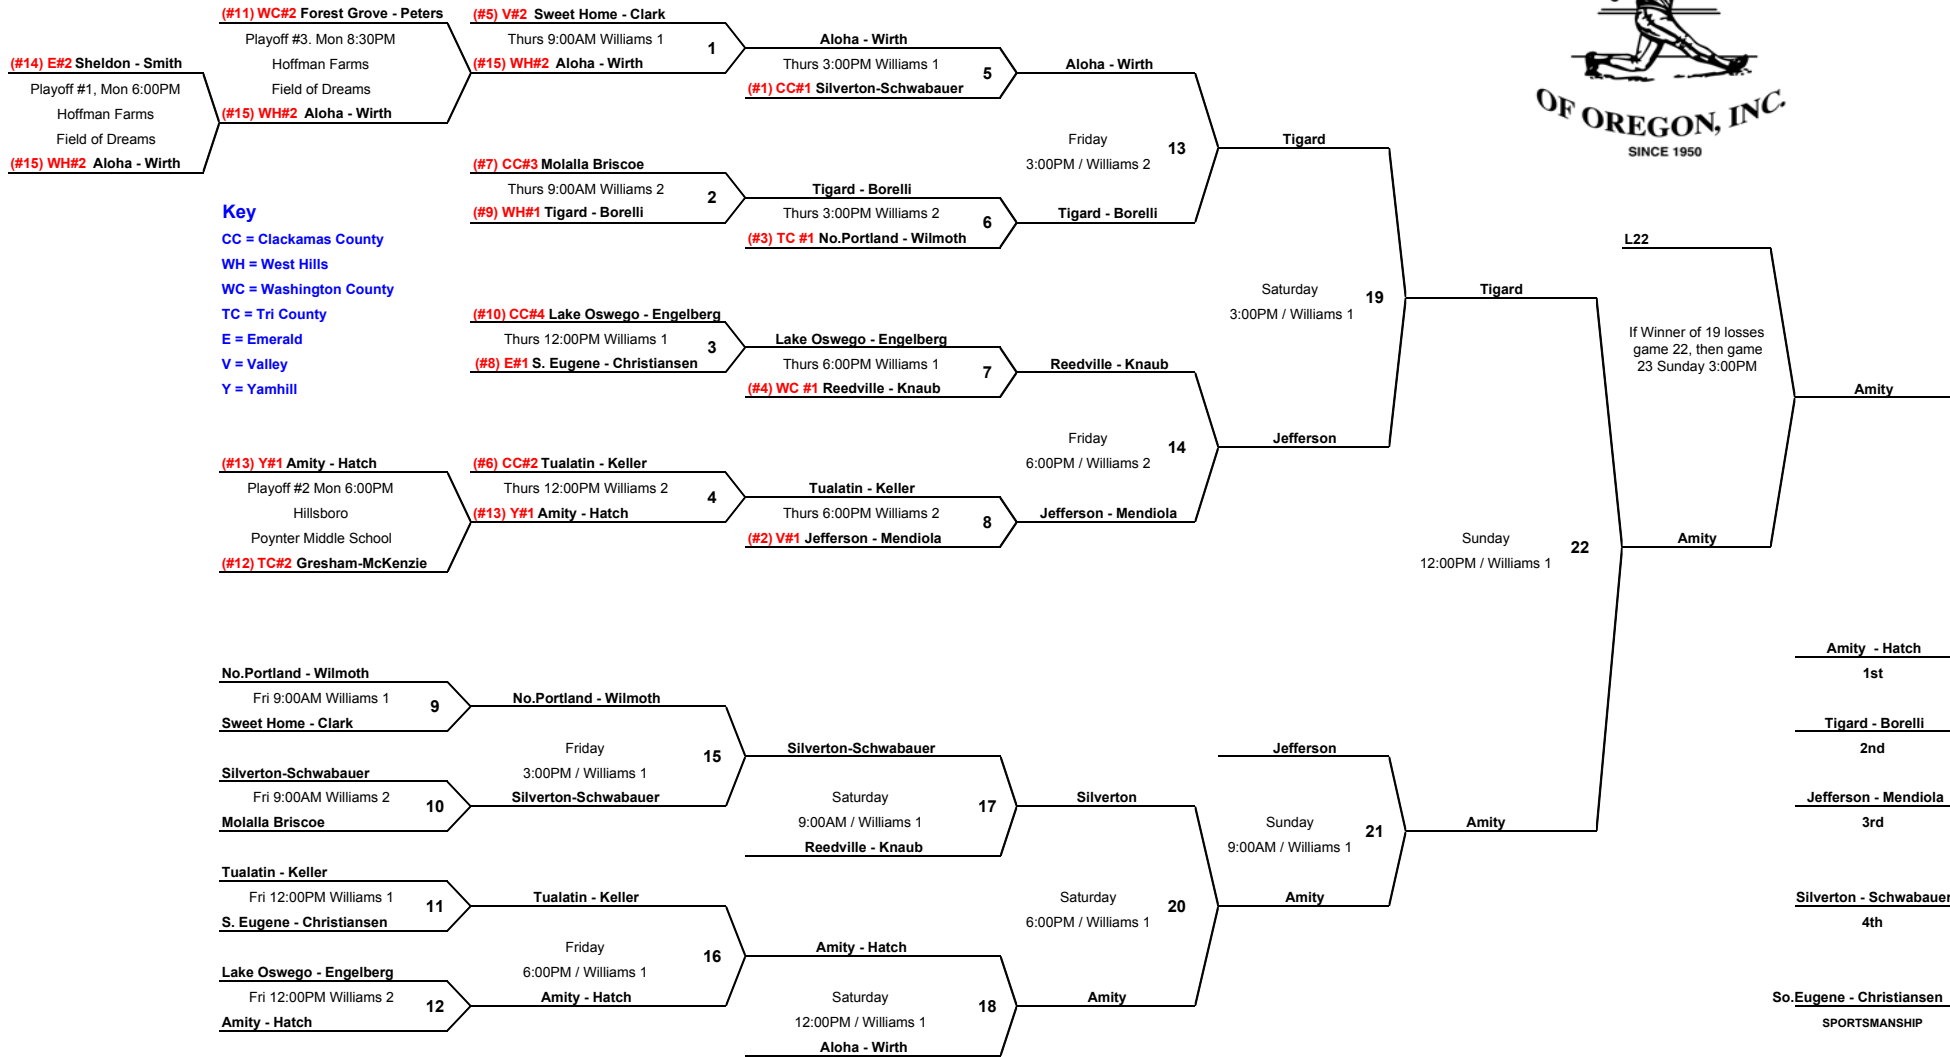 (#11) WC#2 Forest Grove - Peters
Playoff #3. Mon 8:30PM
Hoffman Farms
Field of Dreams
(#15) WH#2 Aloha - Wirth
(#14) E#2 Sheldon - Smith
Playoff #1, Mon 6:00PM
Hoffman Farms
Field of Dreams
(#15) WH#2 Aloha - Wirth
(#5) V#2 Sweet Home - Clark
Thurs 9:00AM Williams 1
1
(#15) WH#2 Aloha - Wirth
Aloha - Wirth
Thurs 3:00PM Williams 1
5
(#1) CC#1 Silverton-Schwabauer
Aloha - Wirth
OF OREGON, INC.
SINCE 1950
(#7) CC#3 Molalla Briscoe
Thurs 9:00AM Williams 2
2
(#9) WH#1 Tigard - Borelli
Tigard - Borelli
Thurs 3:00PM Williams 2
6
(#3) TC #1 No.Portland - Wilmoth
Friday
3:00PM / Williams 2
13
Tigard - Borelli
Tigard
Key
CC = Clackamas County
WH = West Hills
WC = Washington County
TC = Tri County
E = Emerald
V = Valley
Y = Yamhill
(#10) CC#4 Lake Oswego - Engelberg
Thurs 12:00PM Williams 1
3
(#8) E#1 S. Eugene - Christiansen
Lake Oswego - Engelberg
Thurs 6:00PM Williams 1
7
(#4) WC #1 Reedville - Knaub
Reedville - Knaub
Saturday
3:00PM / Williams 1
19
Tigard
L22
If Winner of 19 losses
game 22, then game
23 Sunday 3:00PM
Amity
(#13) Y#1 Amity - Hatch
Playoff #2 Mon 6:00PM
Hillsboro
Poynter Middle School
(#12) TC#2 Gresham-McKenzie
(#6) CC#2 Tualatin - Keller
Thurs 12:00PM Williams 2
4
(#13) Y#1 Amity - Hatch
Tualatin - Keller
Thurs 6:00PM Williams 2
8
(#2) V#1 Jefferson - Mendiola
Friday
6:00PM / Williams 2
14
Jefferson - Mendiola
Jefferson
Sunday
12:00PM / Williams 1
22
Amity
No.Portland - Wilmoth
Fri 9:00AM Williams 1
9
Sweet Home - Clark
No.Portland - Wilmoth
Silverton-Schwabauer
Fri 9:00AM Williams 2
10
Molalla Briscoe
Friday
3:00PM / Williams 1
15
Silverton-Schwabauer
Silverton-Schwabauer
Saturday
9:00AM / Williams 1
17
Reedville - Knaub
Silverton
Jefferson
Sunday
9:00AM / Williams 1
21
Amity
Tualatin - Keller
Fri 12:00PM Williams 1
11
S. Eugene - Christiansen
Tualatin - Keller
Lake Oswego - Engelberg
Fri 12:00PM Williams 2
12
Amity - Hatch
Friday
6:00PM / Williams 1
16
Amity - Hatch
Amity - Hatch
Saturday
12:00PM / Williams 1
18
Aloha - Wirth
Saturday
6:00PM / Williams 1
20
Amity
Amity
Amity - Hatch
1st
Tigard - Borelli
2nd
Jefferson - Mendiola
3rd
Silverton - Schwabauer
4th
So.Eugene - Christiansen
SPORTSMANSHIP